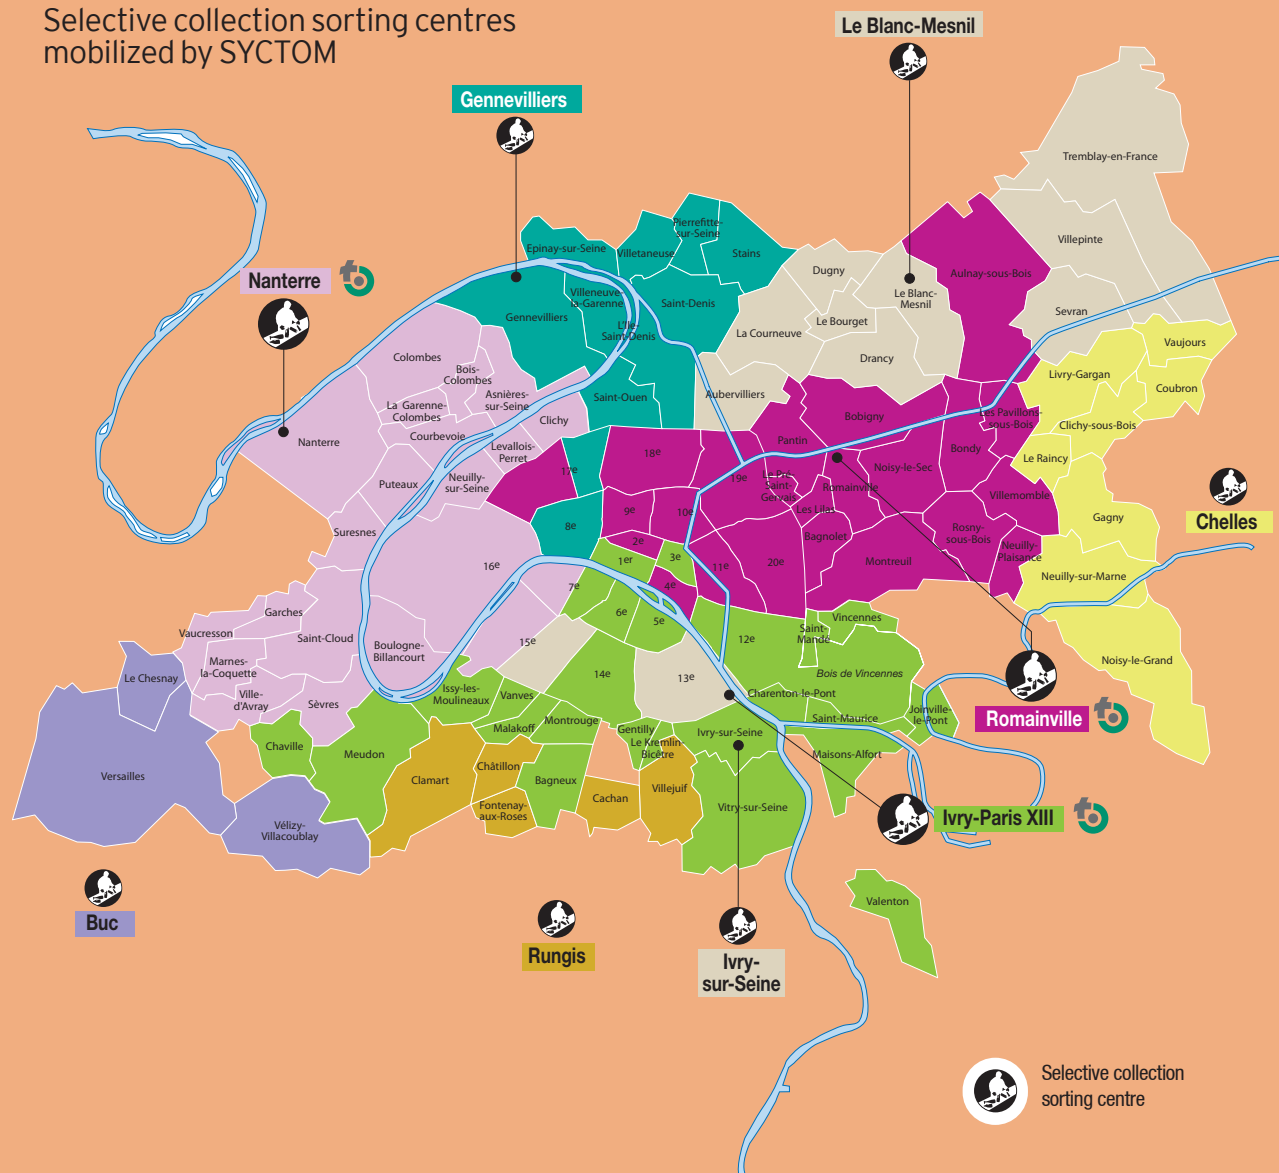 Selective collection sorting centres
mobilized by SYCTOM
Le Blanc-Mesnil
Gennevilliers
Nanterre
Tremblay-en-France
Villepinte
Pierrefitte-
sur-Seine
Epinay-sur-Seine
Villetaneuse
Stains
Dugny
Aulnay-sous-Bois
Le Blanc-
Mesnil
Sevran
Villeneuve-
la-Garenne
Saint-Denis
Gennevilliers
L'Ile-
Saint-Denis
Le Bourget
La Courneuve
Drancy
Vaujours
Livry-Gargan
Coubron
Colombes
Bois-
Colombes
Asnières-
sur-Seine
La Garenne-
Colombes
Clichy
Saint-Ouen
Aubervilliers
Bobigny
Les Pavillons-
sous-Bois
Clichy-sous-Bois
Nanterre
Courbevoie
Levallois-
Perret
Pantin
Bondy
Le Raincy
17e
18e
19e
Le Pré-
Saint-
Gervais
Romainville
Noisy-le-Sec
Puteaux
Neuilly-
sur-Seine
Villemomble
Chelles
Les Lilas
Gagny
Suresnes
8e
9e
10e
2e
Bagnolet
Rosny-
sous-Bois
Neuilly-
Plaisance
1er
3e
11e
20e
Montreuil
16e
7e
4e
Neuilly-sur-Marne
Garches
6e
5e
Vincennes
Vaucresson
Saint-Cloud
Boulogne-
Billancourt
15e
12e
Saint-
Mandé
Marnes-
la-Coquette
Noisy-le-Grand
Le Chesnay
14e
13e
Bois de Vincennes
Ville-
d'Avray
Sèvres
Issy-les-
Moulineaux
Vanves
Charenton-le-Pont
Joinville-
le-Pont
Romainville
Malakoff
Montrouge
Gentilly
Ivry-sur-Seine
Saint-Maurice
Chaville
Meudon
Le Kremlin-
Bicêtre
Maisons-Alfort
Versailles
Clamart
Châtillon
Bagneux
Villejuif
Cachan
Fontenay-
aux-Roses
Vitry-sur-Seine
Ivry-Paris XIII
Vélizy-
Villacoublay
Valenton
Buc
Rungis
Ivry-
sur-Seine
Selective collection
sorting centre